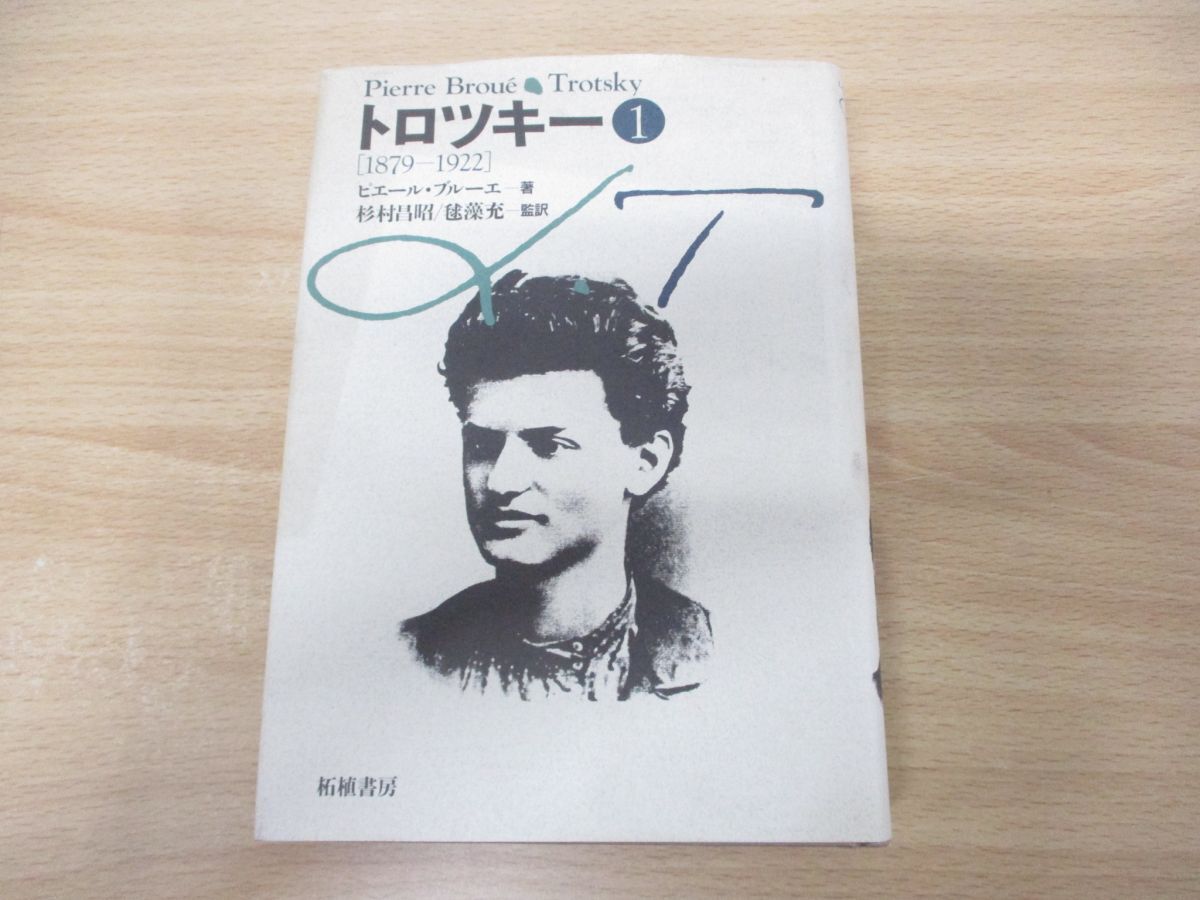 Pierre Broué Trotsky
トロツキー 1
[1879—1922]
ピエール・ブルーエ—著
杉村昌昭/毬藻充—監訳
L・T
柘植書房